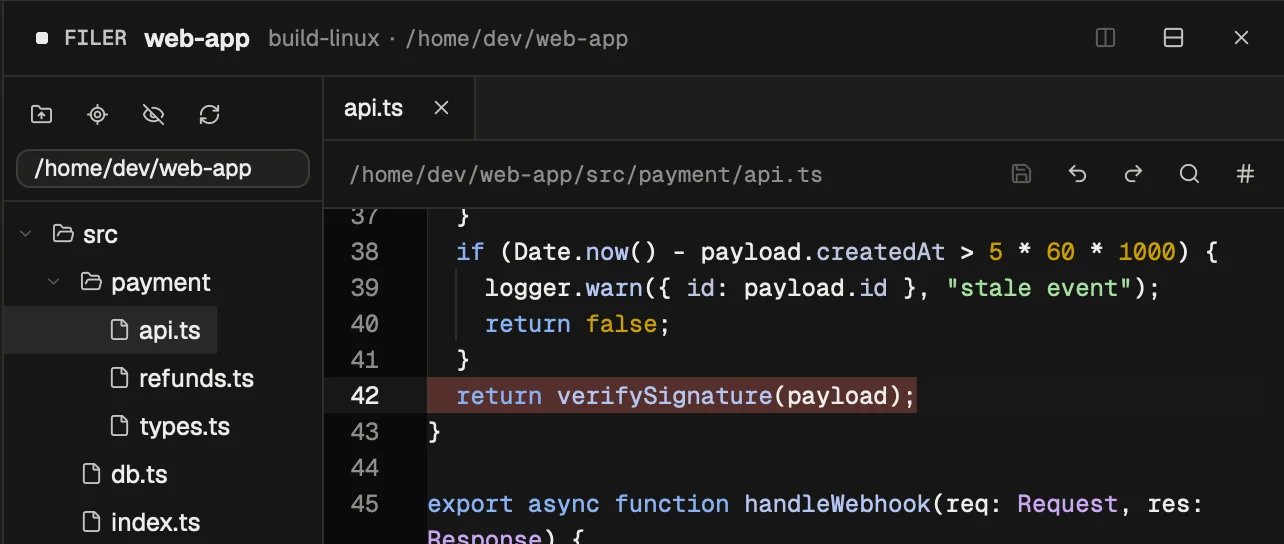 FILER web-app build-linux · /home/dev/web-app
api.ts
/home/dev/web-app
/home/dev/web-app/src/payment/api.ts
src
payment
api.ts
refunds.ts
types.ts
db.ts
index.ts
37 }
38 if (Date.now() - payload.createdAt > 5 * 60 * 1000) {
39 logger.warn({ id: payload.id }, "stale event");
40 return false;
41 }
42 return verifySignature(payload);
43 }
44
45 export async function handleWebhook(req: Request, res:
Response) {